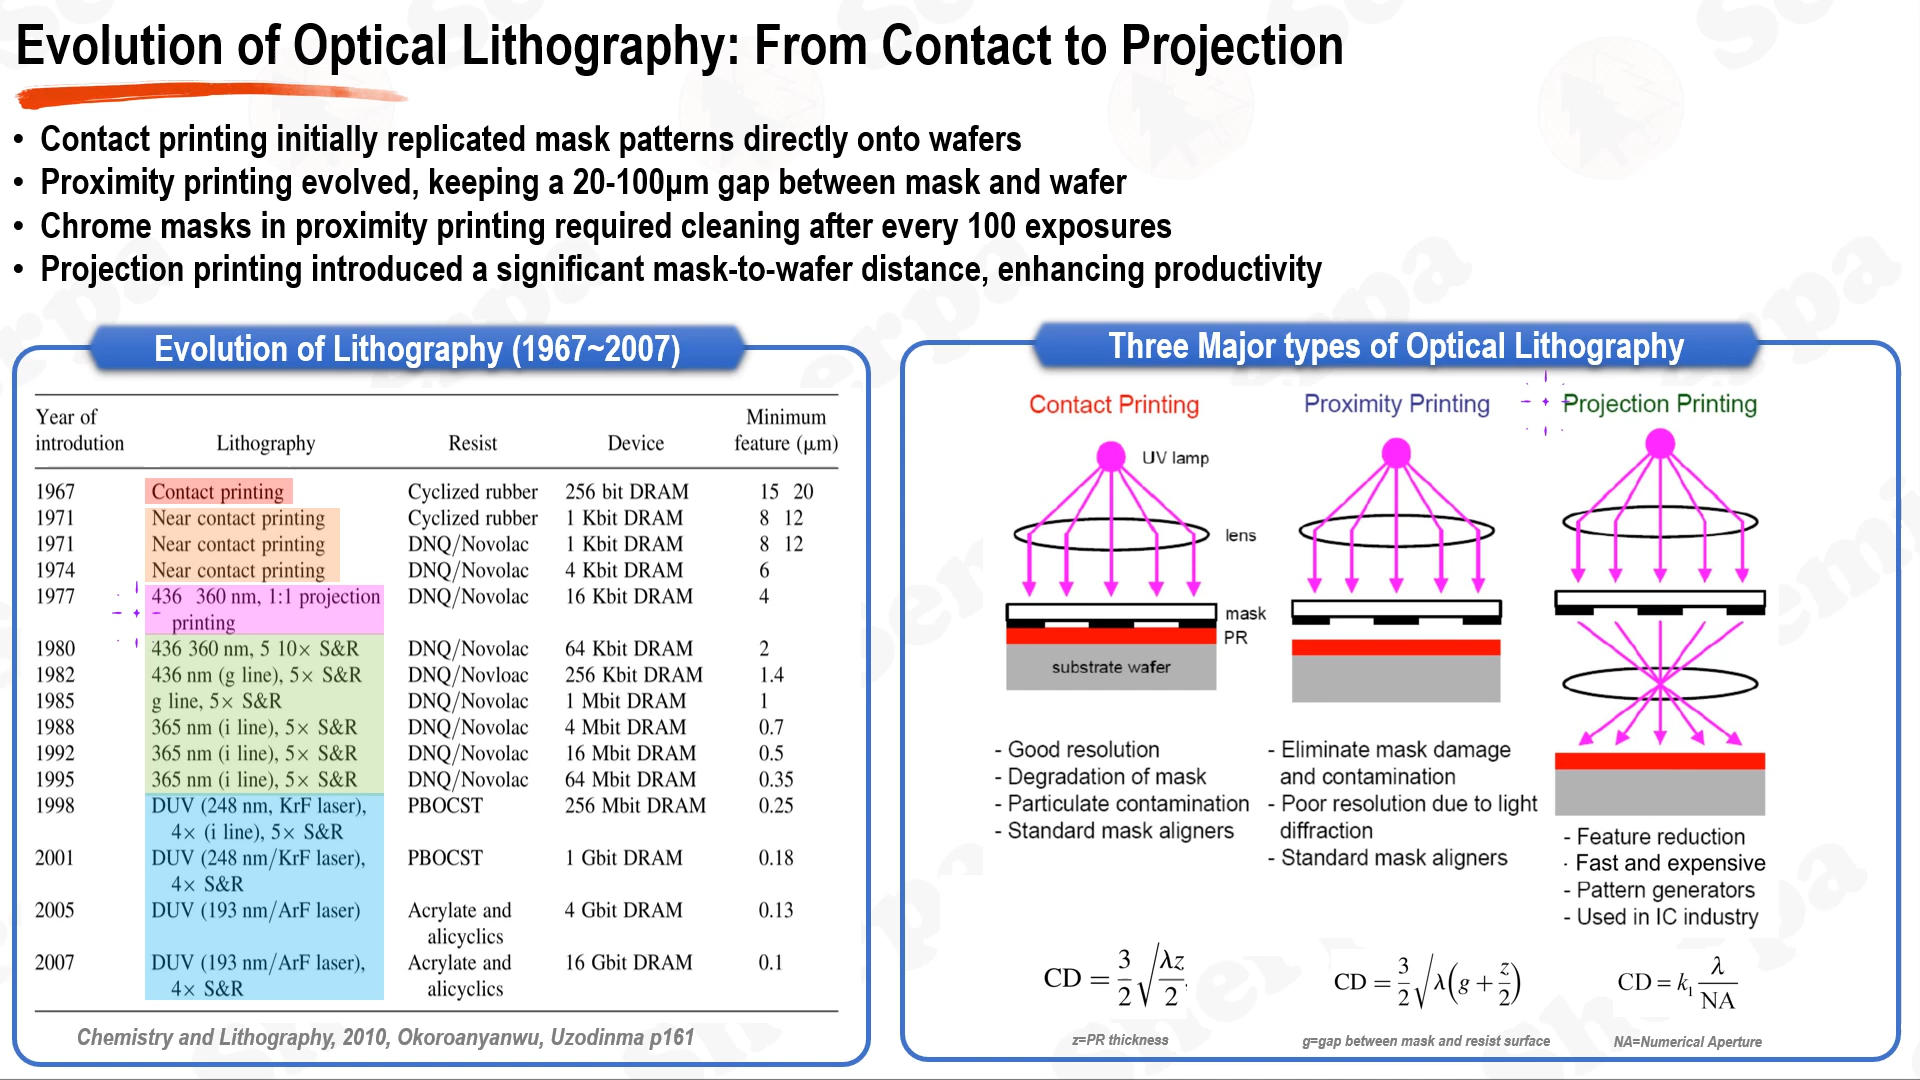 Evolution of Optical Lithography: From Contact to Projection
• Contact printing initially replicated mask patterns directly onto wafers
• Proximity printing evolved, keeping a 20-100µm gap between mask and wafer
• Chrome masks in proximity printing required cleaning after every 100 exposures
• Projection printing introduced a significant mask-to-wafer distance, enhancing productivity
Evolution of Lithography (1967~2007)
Year of introdution Lithography Resist Device Minimum feature (µm)
1967 Contact printing Cyclized rubber 256 bit DRAM 15 20
1971 Near contact printing Cyclized rubber 1 Kbit DRAM 8 12
1971 Near contact printing DNQ/Novolac 1 Kbit DRAM 8 12
1974 Near contact printing DNQ/Novolac 4 Kbit DRAM 6
1977 436 360 nm, 1:1 projection DNQ/Novolac 16 Kbit DRAM 4
printing
1980 436 360 nm, 5 10× S&R DNQ/Novolac 64 Kbit DRAM 2
1982 436 nm (g line), 5× S&R DNQ/Novloac 256 Kbit DRAM 1.4
1985 g line, 5× S&R DNQ/Novolac 1 Mbit DRAM 1
1988 365 nm (i line), 5× S&R DNQ/Novolac 4 Mbit DRAM 0.7
1992 365 nm (i line), 5× S&R DNQ/Novolac 16 Mbit DRAM 0.5
1995 365 nm (i line), 5× S&R DNQ/Novolac 64 Mbit DRAM 0.35
1998 DUV (248 nm, KrF laser), PBOCST 256 Mbit DRAM 0.25
4× (i line), 5× S&R
2001 DUV (248 nm/KrF laser), PBOCST 1 Gbit DRAM 0.18
4× S&R
2005 DUV (193 nm/ArF laser) Acrylate and 4 Gbit DRAM 0.13
alicyclics
2007 DUV (193 nm/ArF laser), Acrylate and 16 Gbit DRAM 0.1
4× S&R alicyclics
Chemistry and Lithography, 2010, Okoroanyanwu, Uzodinma p161
Three Major types of Optical Lithography
Contact Printing
UV lamp
lens
mask
PR
substrate wafer
- Good resolution
- Degradation of mask
- Particulate contamination
- Standard mask aligners
CD = 3/2 √(λz/2)
z=PR thickness
Proximity Printing
- Eliminate mask damage
and contamination
- Poor resolution due to light
diffraction
- Standard mask aligners
CD = 3/2 √(λ(g + z/2))
g=gap between mask and resist surface
Projection Printing
- Feature reduction
· Fast and expensive
- Pattern generators
- Used in IC industry
CD = k₁ λ/NA
NA=Numerical Aperture